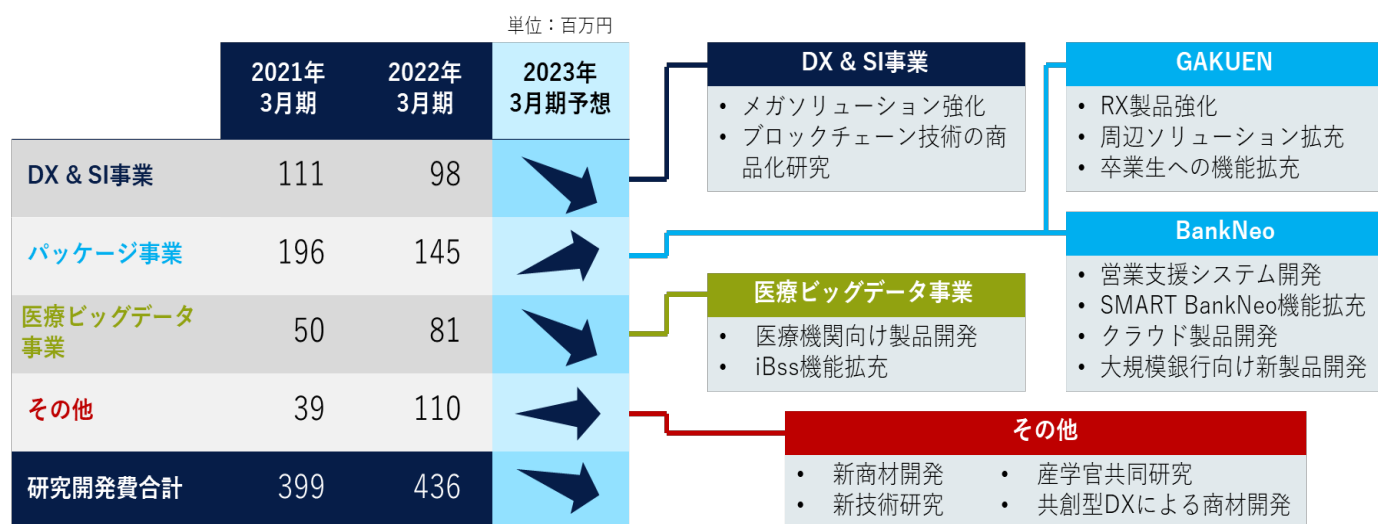 単位：百万円
2021年
3月期
2022年
3月期
2023年
3月期予想
DX & SI事業 111 98
パッケージ事業 196 145
医療ビッグデータ
事業
50 81
その他 39 110
研究開発費合計 399 436
DX & SI事業
• メガソリューション強化
• ブロックチェーン技術の商
品化研究
GAKUEN
• RX製品強化
• 周辺ソリューション拡充
• 卒業生への機能拡充
BankNeo
• 営業支援システム開発
• SMART BankNeo機能拡充
• クラウド製品開発
• 大規模銀行向け新製品開発
医療ビッグデータ事業
• 医療機関向け製品開発
• iBss機能拡充
その他
• 新商材開発
• 新技術研究
• 産学官共同研究
• 共創型DXによる商材開発